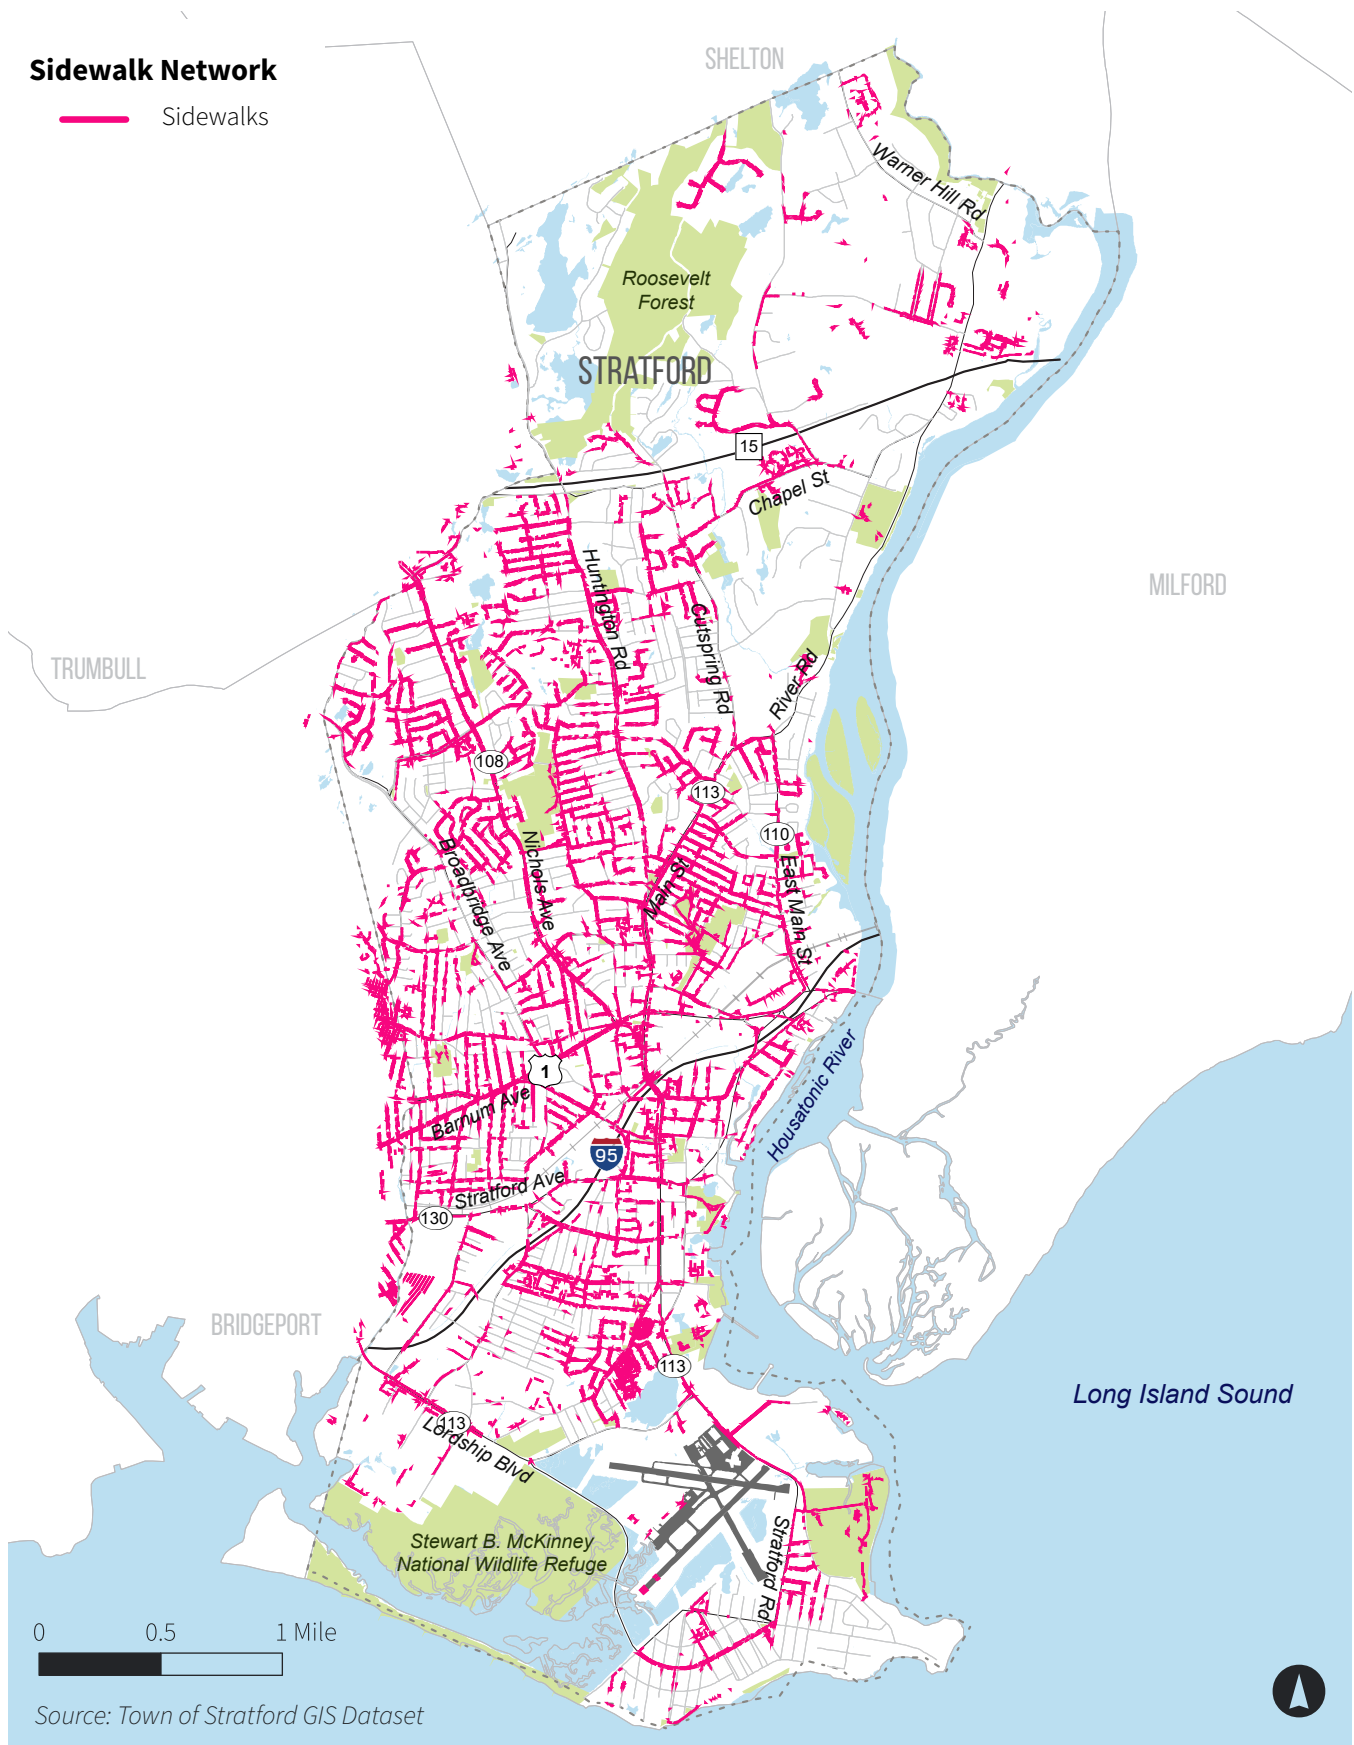 SHELTON
Sidewalk Network
Sidewalks
Warner Hill Rd
Roosevelt
Forest
STRATFORD
15
Chapel St
MILFORD
Huntington Rd
Cutspring Rd
TRUMBULL
River Rd
108
113
110
Broadbridge Ave
Nichols Ave
Main St
East Main St
1
Barnum Ave
Housatonic River
95
Stratford Ave
130
BRIDGEPORT
113
Long Island Sound
113
Lordship Blvd
Stewart B. McKinney
National Wildlife Refuge
Stratford Rd
0 0.5 1 Mile
Source: Town of Stratford GIS Dataset